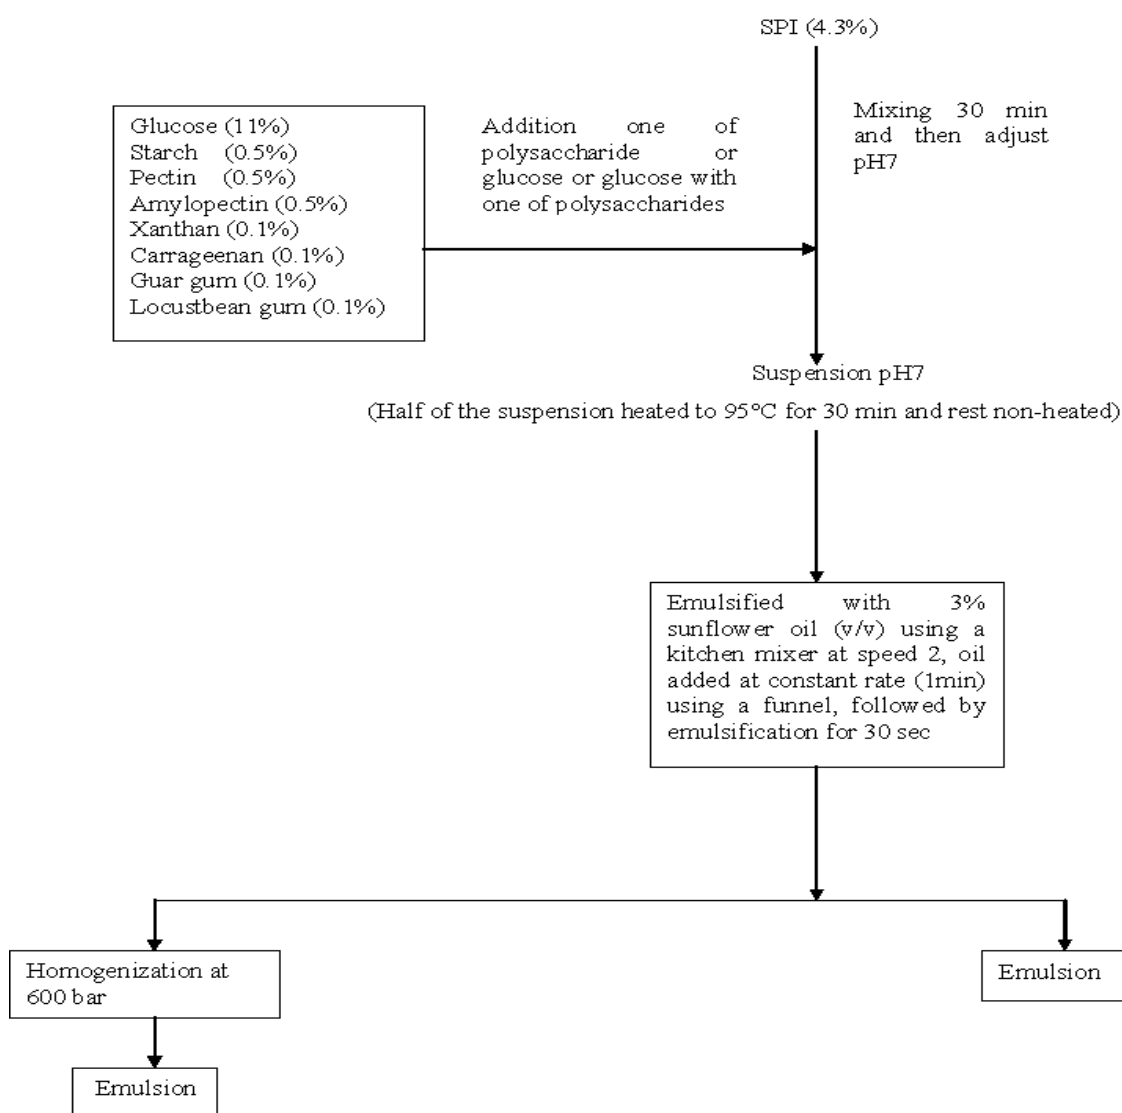 SPI (4.3%)
Glucose (11%)
Starch (0.5%)
Pectin (0.5%)
Amylopectin (0.5%)
Xanthan (0.1%)
Carrageenan (0.1%)
Guar gum (0.1%)
Locustbean gum (0.1%)
Addition one of
polysaccharide or
glucose or glucose with
one of polysaccharides
Mixing 30 min
and then adjust
pH7
Suspension pH7
(Half of the suspension heated to 95°C for 30 min and rest non-heated)
Emulsified with 3%
sunflower oil (v/v) using a
kitchen mixer at speed 2, oil
added at constant rate (1min)
using a funnel, followed by
emulsification for 30 sec
Homogenization at
600 bar
Emulsion
Emulsion